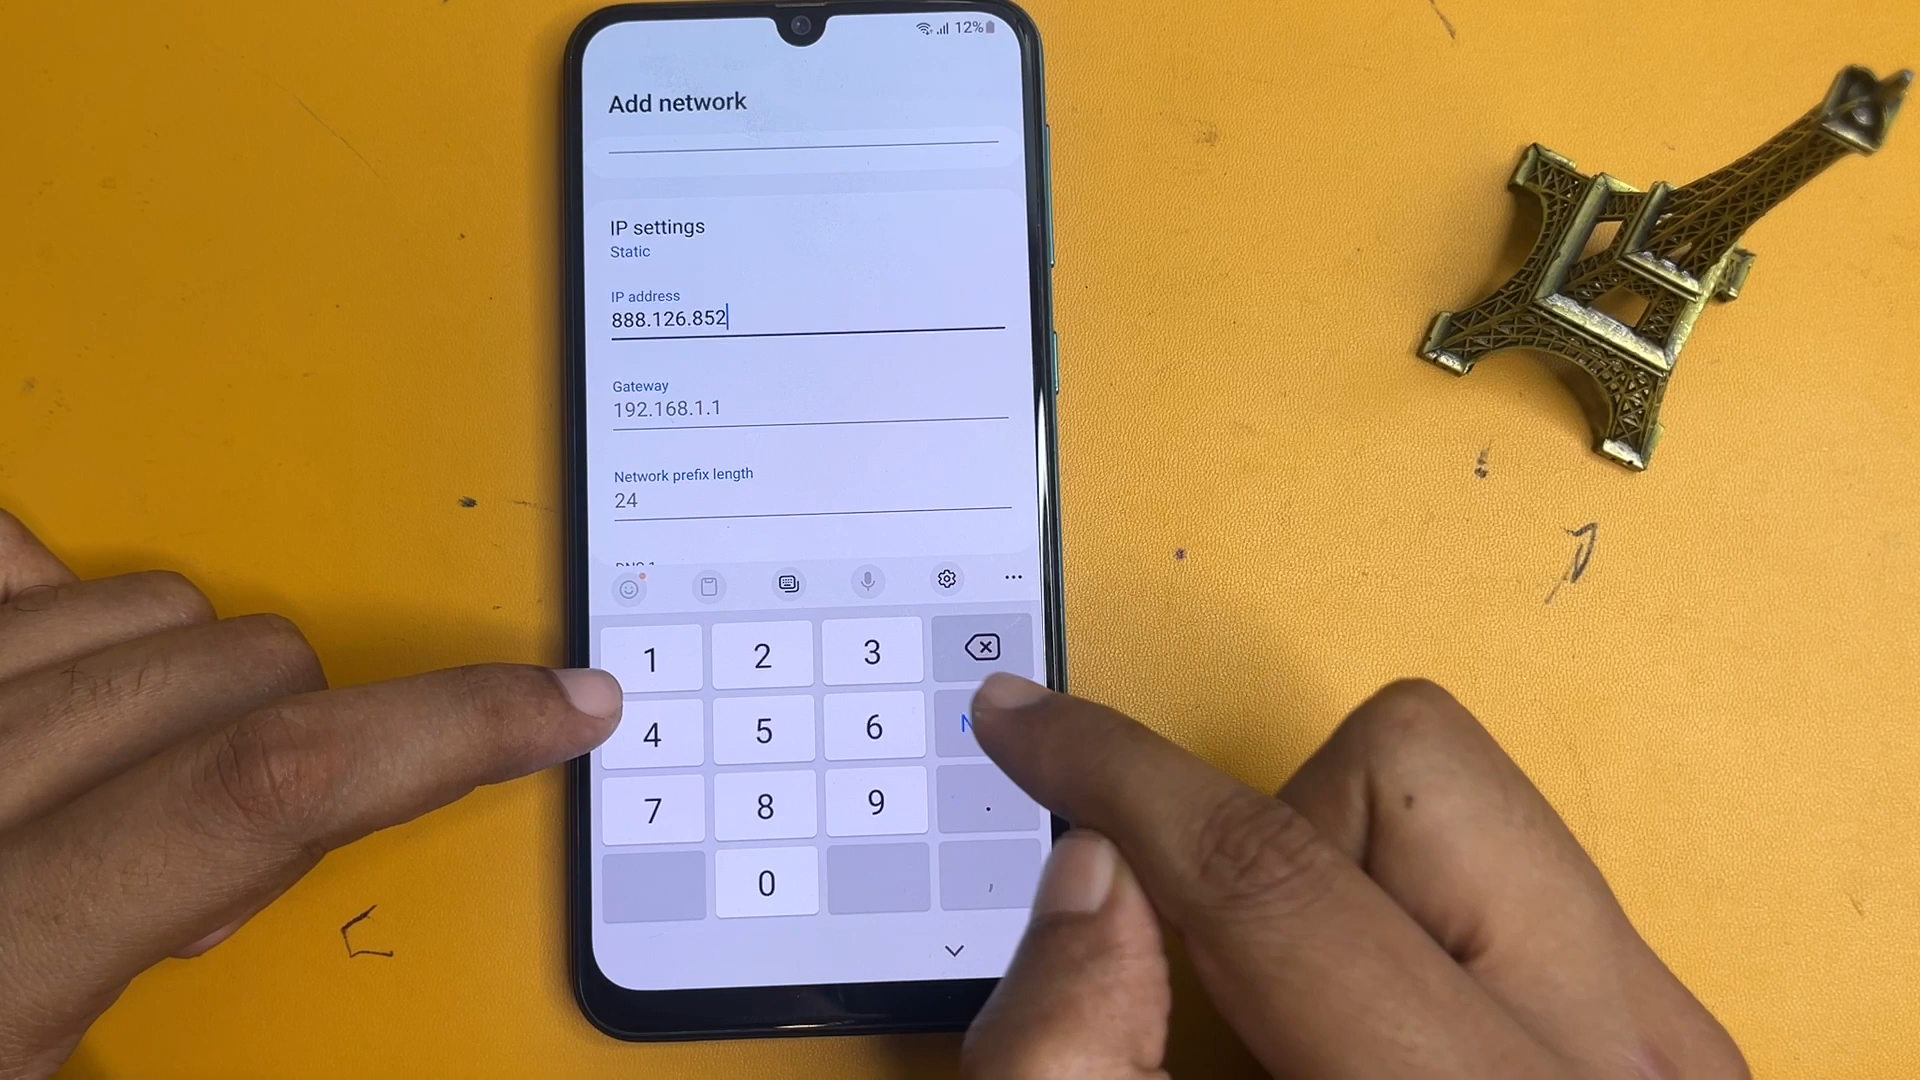 12%
Add network
IP settings
Static
IP address
888.126.852
Gateway
192.168.1.1
Network prefix length
24
1 2 3
4 5 6
7 8 9 .
0 ,